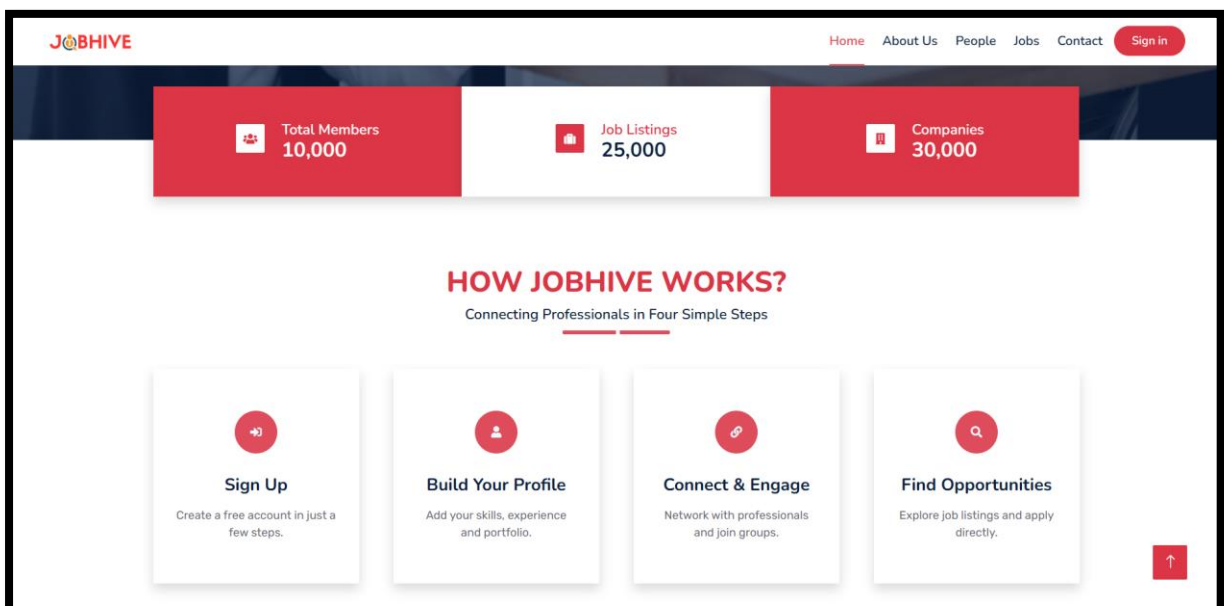 JOBHIVE
Home About Us People Jobs Contact Sign in
Total Members
10,000
Job Listings
25,000
Companies
30,000
HOW JOBHIVE WORKS?
Connecting Professionals in Four Simple Steps
Sign Up
Create a free account in just a
few steps.
Build Your Profile
Add your skills, experience
and portfolio.
Connect & Engage
Network with professionals
and join groups.
Find Opportunities
Explore job listings and apply
directly.